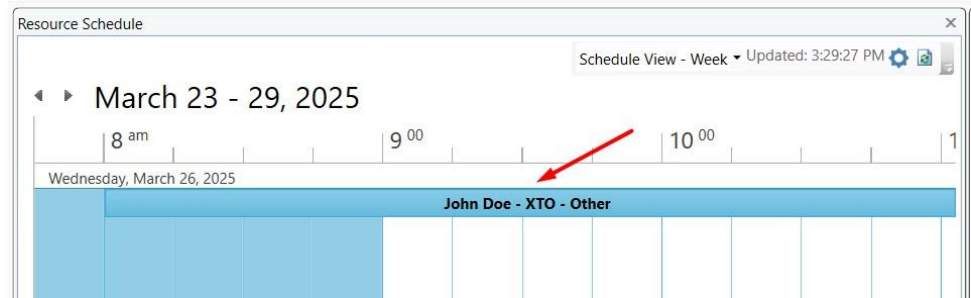 Resource Schedule
Schedule View - Week Updated: 3:29:27 PM
March 23 - 29, 2025
8 am 9 00 10 00 1
Wednesday, March 26, 2025
John Doe - XTO - Other